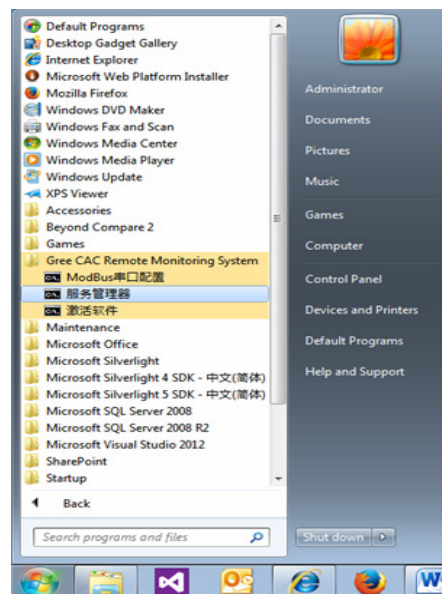 Default Programs
Desktop Gadget Gallery
Internet Explorer
Microsoft Web Platform Installer
Mozilla Firefox
Windows DVD Maker
Windows Fax and Scan
Windows Media Center
Windows Media Player
Windows Update
XPS Viewer
Accessories
Beyond Compare 2
Games
Gree CAC Remote Monitoring System
ModBus串口配置
服务管理器
激活软件
Maintenance
Microsoft Office
Microsoft Silverlight
Microsoft Silverlight 4 SDK - 中文(简体)
Microsoft Silverlight 5 SDK - 中文(简体)
Microsoft SQL Server 2008
Microsoft SQL Server 2008 R2
Microsoft Visual Studio 2012
SharePoint
Startup
Back
Search programs and files
Administrator
Documents
Pictures
Music
Games
Computer
Control Panel
Devices and Printers
Default Programs
Help and Support
Shut down